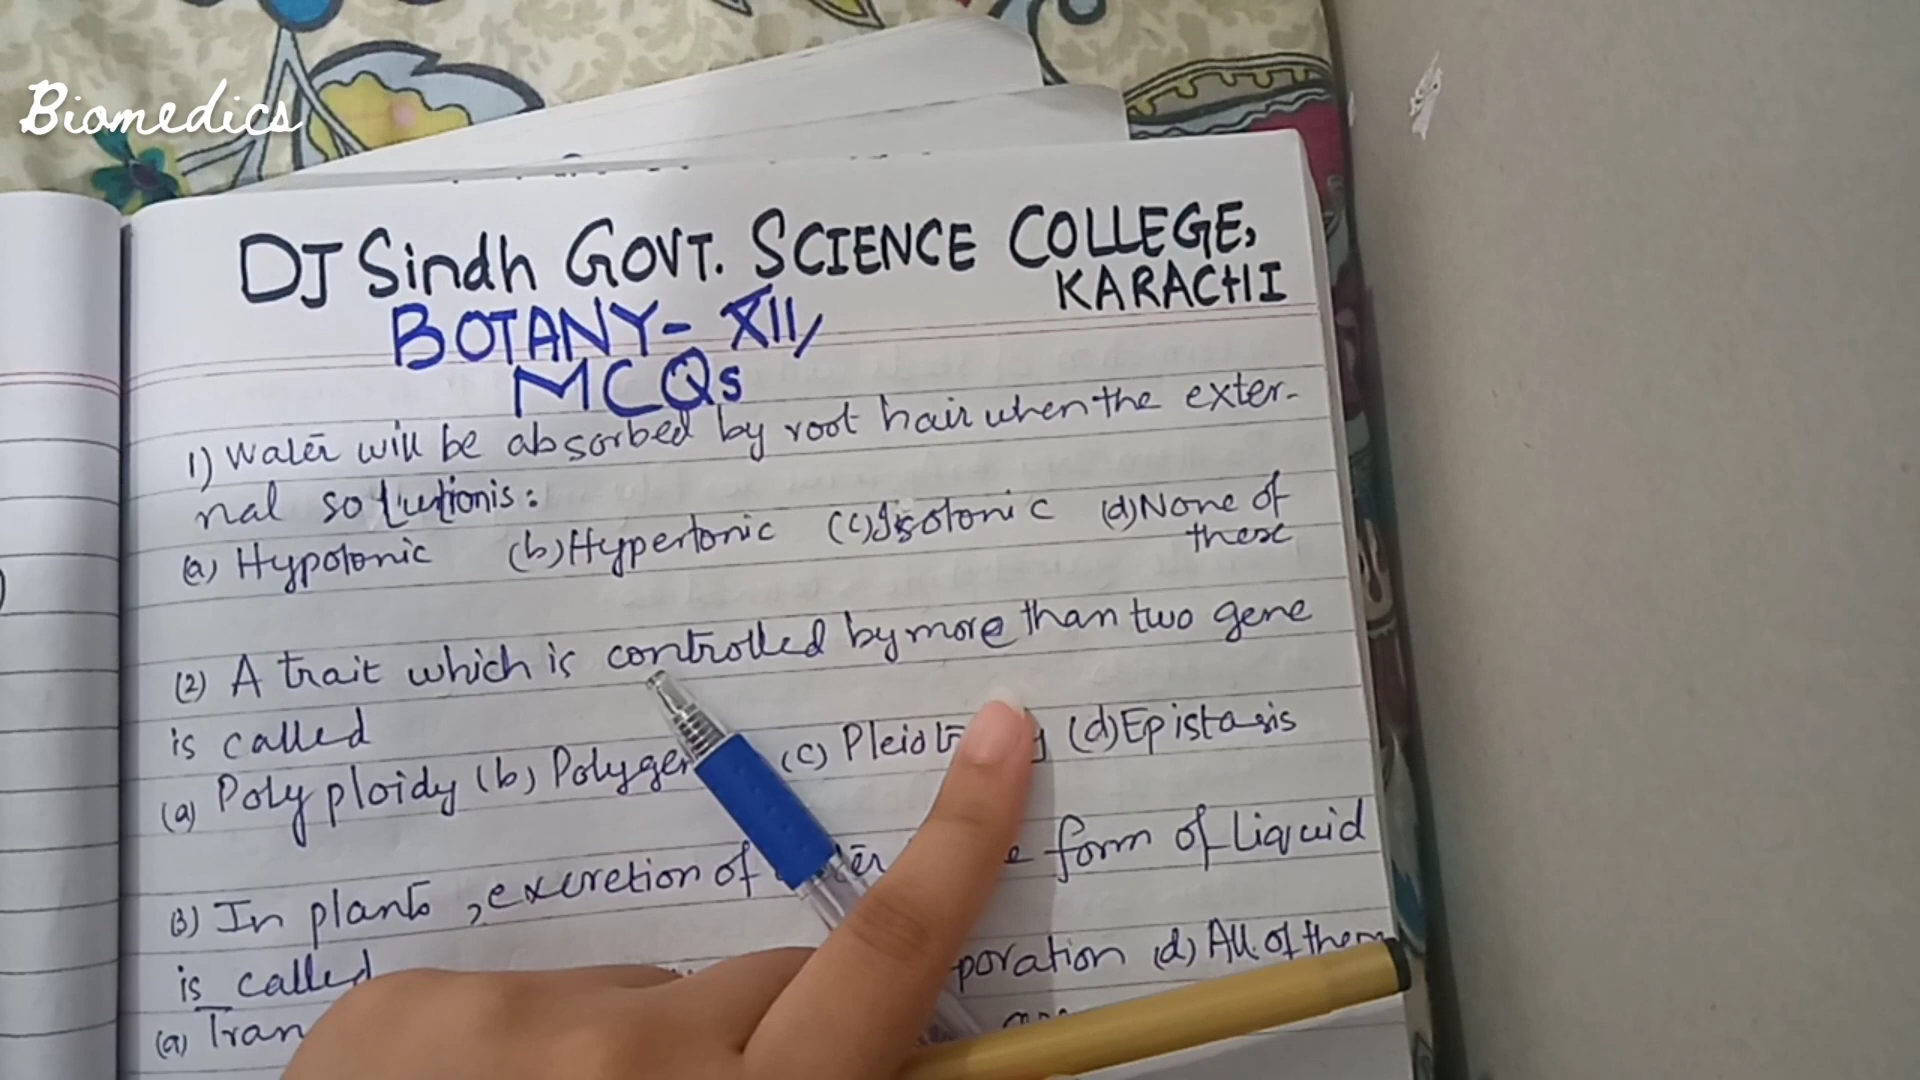 Biomedics
DJ Sindh GOVT. SCIENCE COLLEGE,
KARACHI
BOTANY- XII,
MCQs
1) Water will be absorbed by root hair when the exter-
nal solution is:
(a) Hypotonic (b) Hypertonic (c) Isotonic (d) None of
these
(2) A trait which is controlled by more than two gene
is called
(a) Poly ploidy (b) Polygen (c) Pleiotr y (d) Epistasis
(3) In plants, excretion of form of liquid
is called
(a) Tran poration (d) All of them